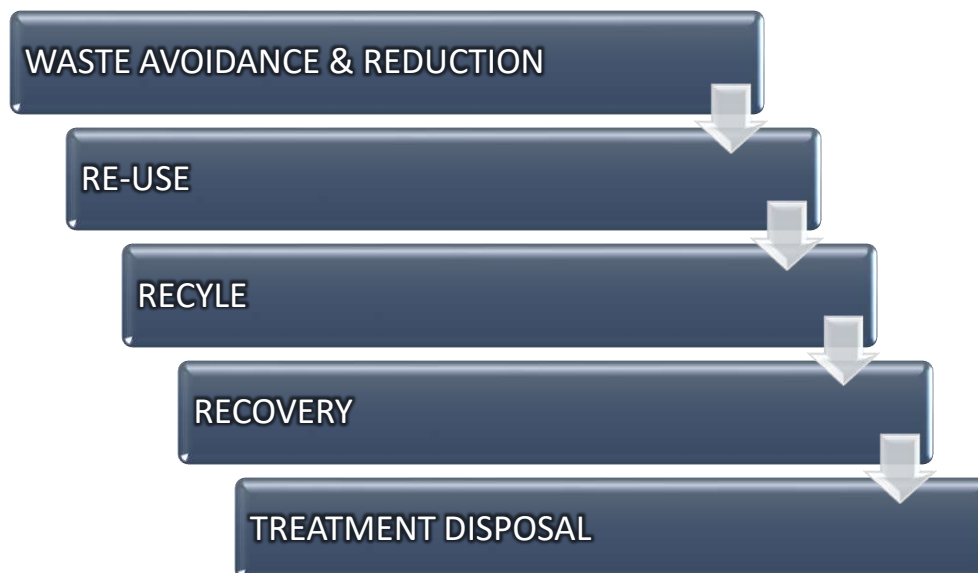 WASTE AVOIDANCE & REDUCTION
RE-USE
RECYLE
RECOVERY
TREATMENT DISPOSAL